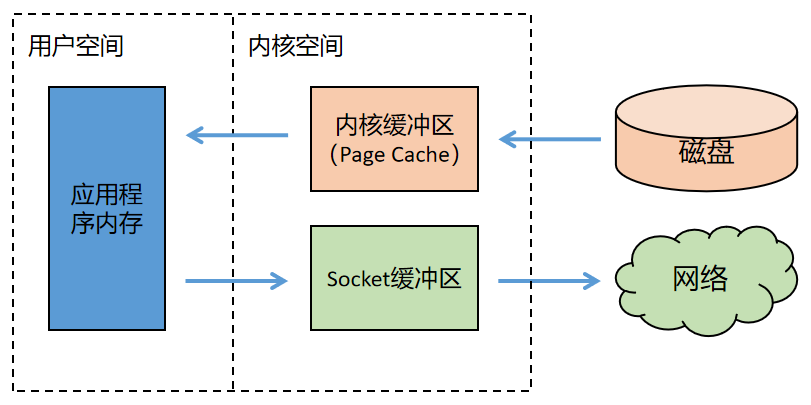 用户空间
内核空间
应用程
序内存
内核缓冲区
（Page Cache）
磁盘
Socket缓冲区
网络